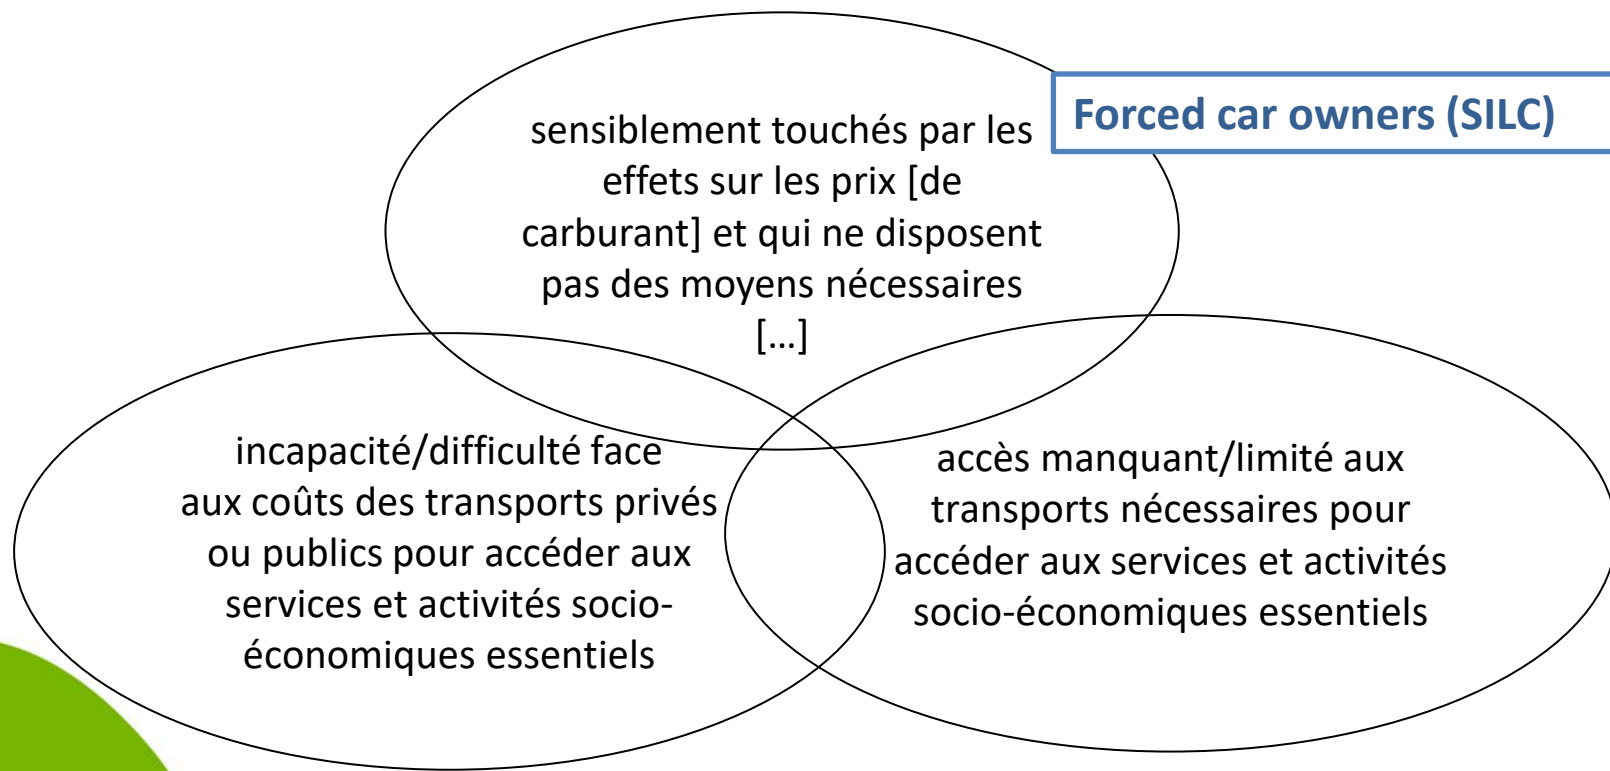 Forced car owners (SILC)
sensiblement touchés par les
effets sur les prix [de
carburant] et qui ne disposent
pas des moyens nécessaires
[…]
incapacité/difficulté face
aux coûts des transports privés
ou publics pour accéder aux
services et activités socio-
économiques essentiels
accès manquant/limité aux
transports nécessaires pour
accéder aux services et activités
socio-économiques essentiels